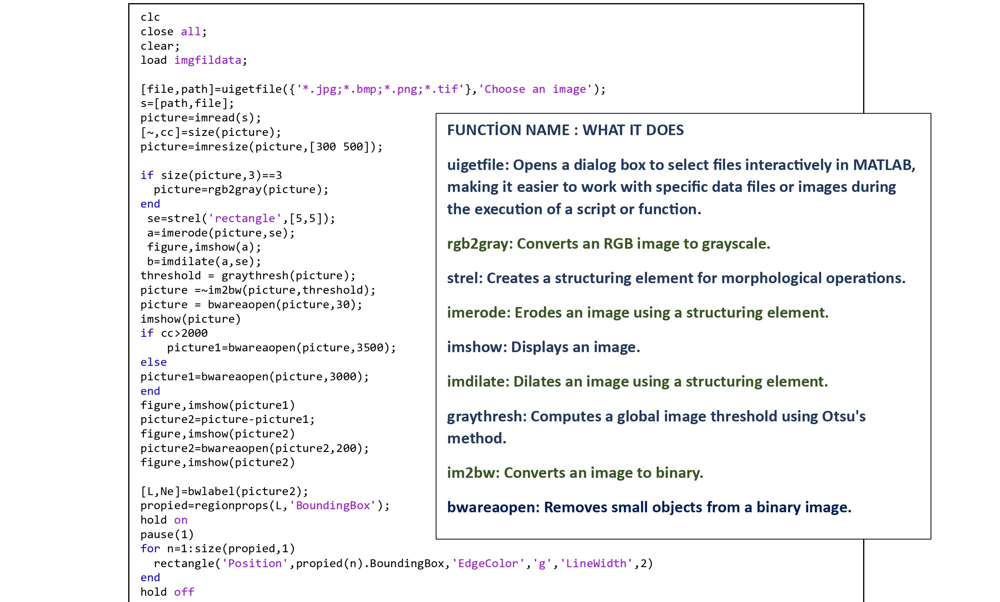 clc
close all;
clear;
load imgfildata;
[file,path]=uigetfile({'*.jpg;*.bmp;*.png;*.tif'},'Choose an image');
s=[path,file];
picture=imread(s);
[~,cc]=size(picture);
picture=imresize(picture,[300 500]);
if size(picture,3)==3
  picture=rgb2gray(picture);
end
 se=strel('rectangle',[5,5]);
 a=imerode(picture,se);
 figure,imshow(a);
 b=imdilate(a,se);
threshold = graythresh(picture);
picture =~im2bw(picture,threshold);
picture = bwareaopen(picture,30);
imshow(picture)
if cc>2000
    picture1=bwareaopen(picture,3500);
else
picture1=bwareaopen(picture,3000);
end
figure,imshow(picture1)
picture2=picture-picture1;
figure,imshow(picture2)
picture2=bwareaopen(picture2,200);
figure,imshow(picture2)
[L,Ne]=bwlabel(picture2);
propied=regionprops(L,'BoundingBox');
hold on
pause(1)
for n=1:size(propied,1)
  rectangle('Position',propied(n).BoundingBox,'EdgeColor','g','LineWidth',2)
end
hold off
FUNCTİON NAME : WHAT IT DOES
uigetfile: Opens a dialog box to select files interactively in MATLAB,
making it easier to work with specific data files or images during
the execution of a script or function.
rgb2gray: Converts an RGB image to grayscale.
strel: Creates a structuring element for morphological operations.
imerode: Erodes an image using a structuring element.
imshow: Displays an image.
imdilate: Dilates an image using a structuring element.
graythresh: Computes a global image threshold using Otsu's
method.
im2bw: Converts an image to binary.
bwareaopen: Removes small objects from a binary image.